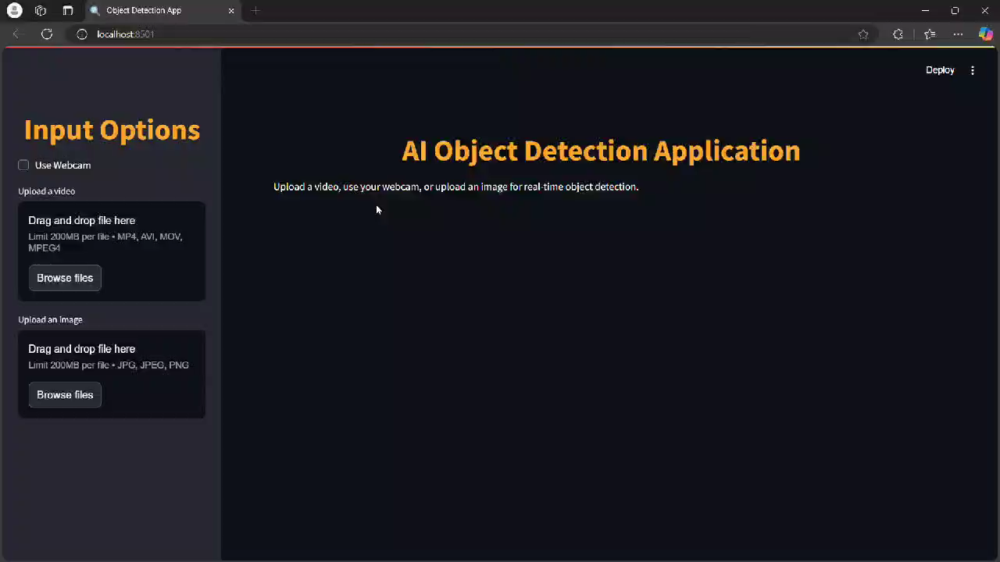 Object Detection App
localhost:8501
Deploy
Input Options
Use Webcam
Upload a video
Drag and drop file here
Limit 200MB per file • MP4, AVI, MOV,
MPEG4
Browse files
Upload an image
Drag and drop file here
Limit 200MB per file • JPG, JPEG, PNG
Browse files
AI Object Detection Application
Upload a video, use your webcam, or upload an image for real-time object detection.